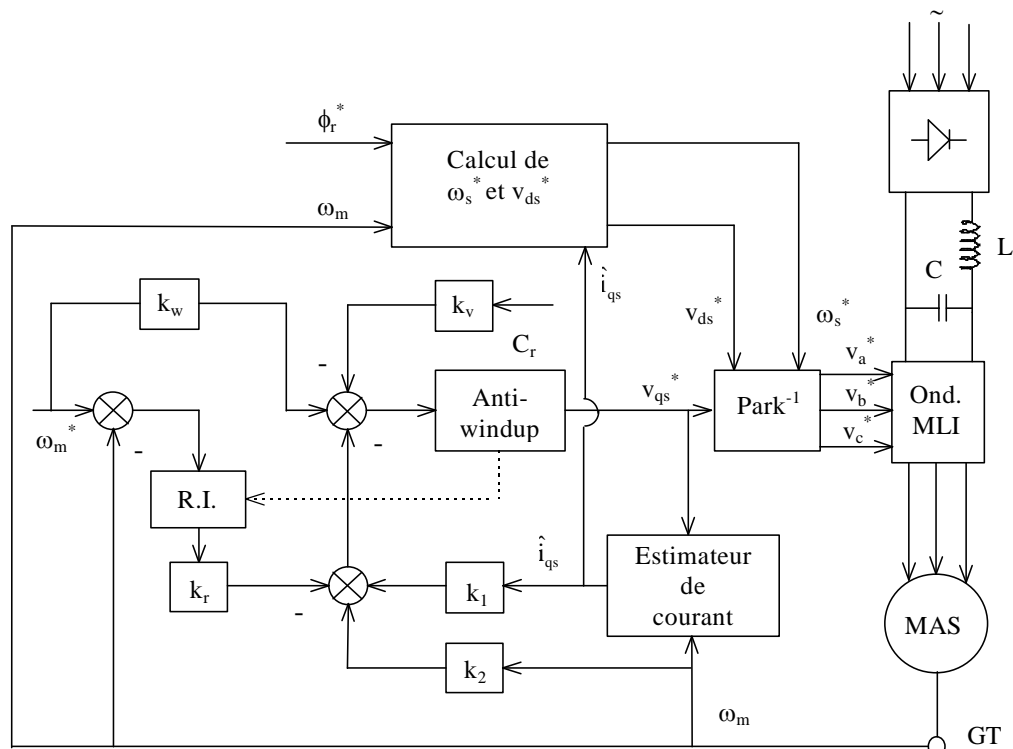 ~
ϕr*
Calcul de
ωs* et vds*
ωm
L
C
kw
kv
îqs
vds*
ωs*
Cr
va*
-
Anti-
windup
vqs*
Park-1
vb*
Ond.
MLI
ωm*
-
-
vc*
R.I.
Estimateur
de
courant
îqs
kr
k1
-
MAS
k2
ωm
GT